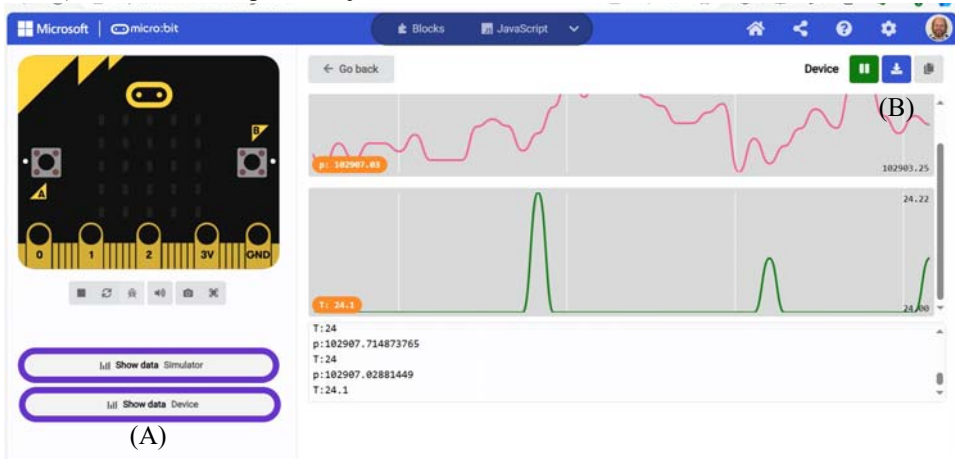 Microsoft micro:bit Blocks JavaScript
Go back Device
B
A
0 1 2 3V GND
p: 102907.03
(B)
102903.25
24.22
T: 24.1
24.00
Show data Simulator
Show data Device
(A)
T:24
p:102907.714873765
T:24
p:102907.02881449
T:24.1